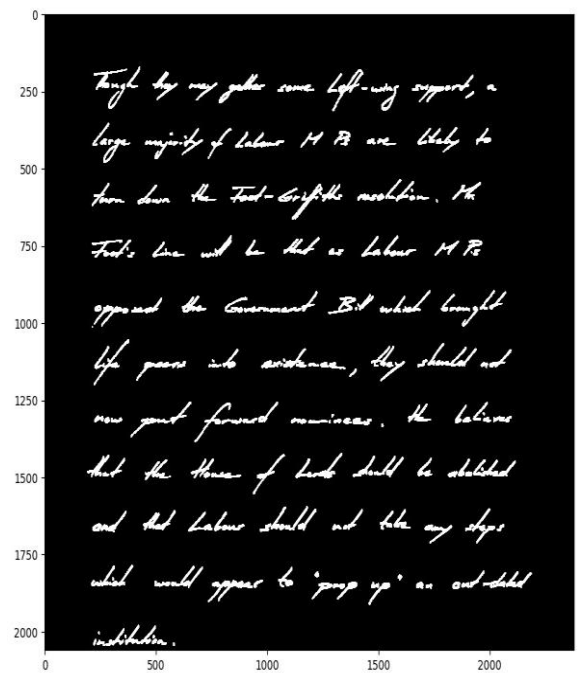 Though they may gather some Left-wing support, a
large majority of Labour M Ps are likely to
turn down the Foot-Griffiths resolution. Mr.
Foot's line will be that as Labour M Ps
opposed the Government Bill which brought
life peers into existence, they should not
now put forward nominees. He believes
that the House of Lords should be abolished
and that Labour should not take any steps
which would appear to "prop up" an out-dated
institution.
0
250
500
750
1000
1250
1500
1750
2000
0 500 1000 1500 2000